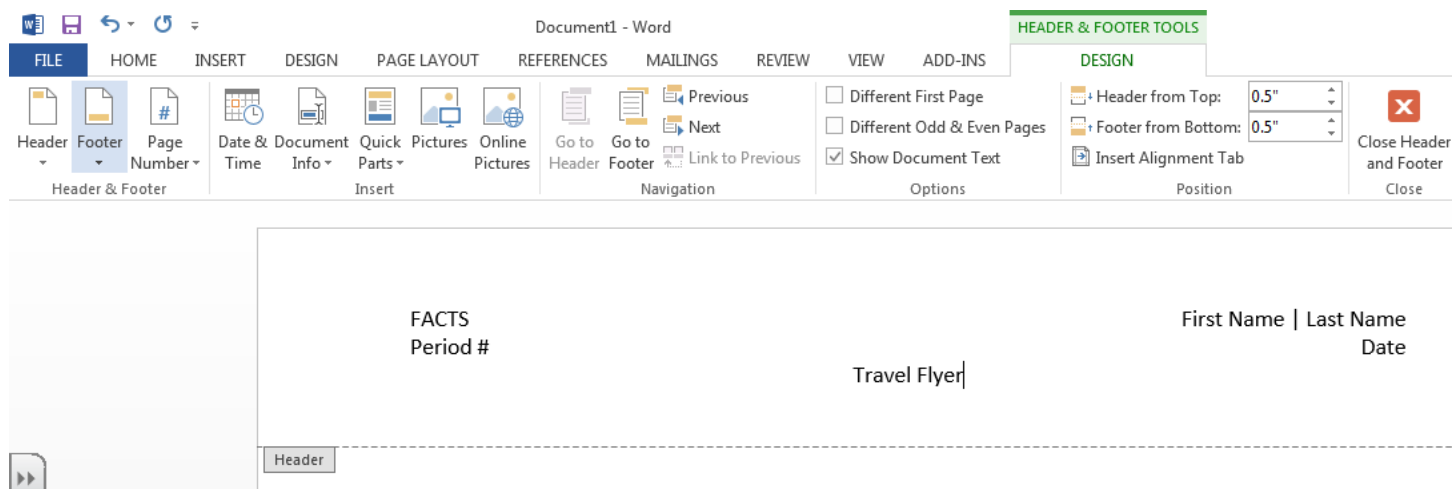 Document1 - Word
HEADER & FOOTER TOOLS
FILE HOME INSERT DESIGN PAGE LAYOUT REFERENCES MAILINGS REVIEW VIEW ADD-INS DESIGN
Header Footer Page Number
Header & Footer
Date & Time Document Info Quick Parts Pictures Online Pictures
Insert
Go to Header Go to Footer
Previous
Next
Link to Previous
Navigation
Different First Page
Different Odd & Even Pages
Show Document Text
Options
Header from Top: 0.5"
Footer from Bottom: 0.5"
Insert Alignment Tab
Position
Close Header and Footer
Close
FACTS First Name | Last Name
Period # Date
Travel Flyer
Header